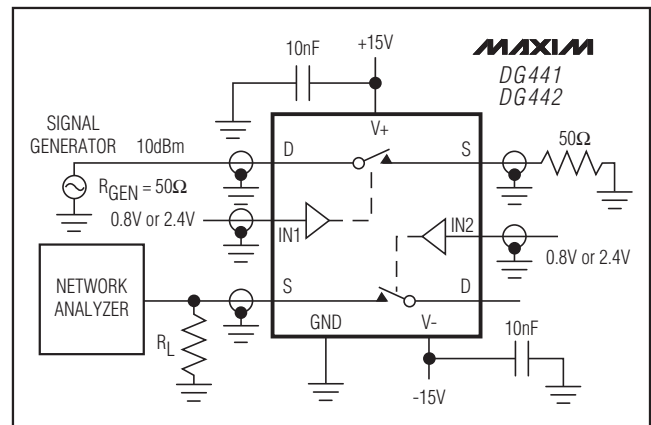 10nF
+15V
MAXIM
DG441
DG442
SIGNAL
GENERATOR
10dBm
D
V+
S
50Ω
RGEN = 50Ω
0.8V or 2.4V
IN1
IN2
0.8V or 2.4V
NETWORK
ANALYZER
S
D
RL
GND
V-
10nF
-15V